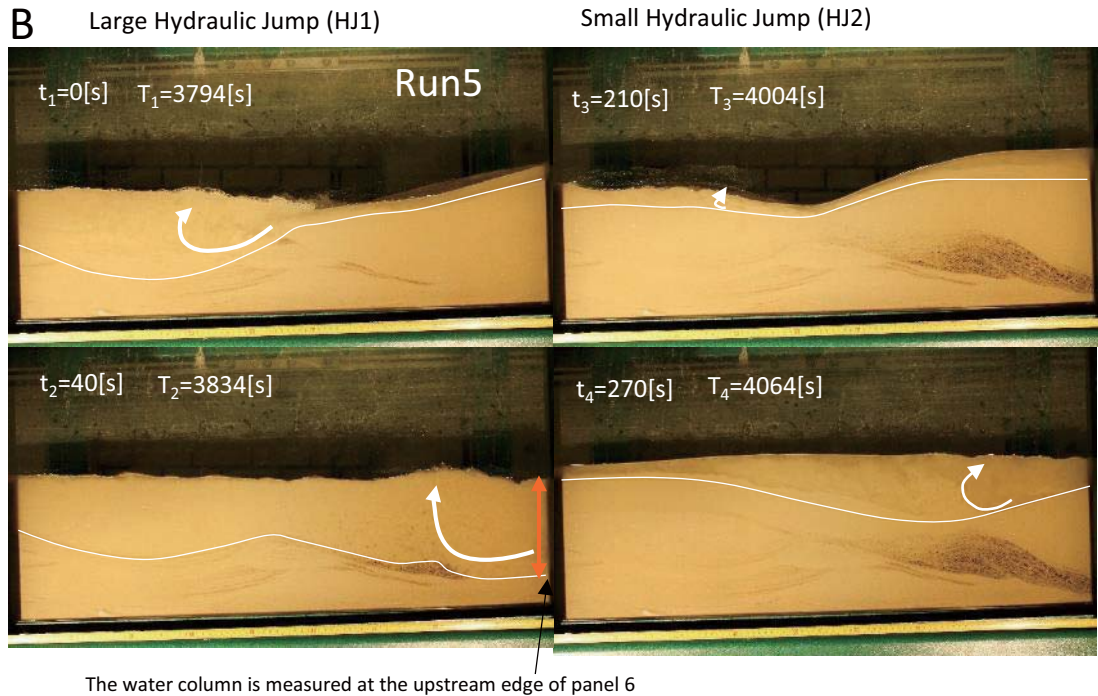 B
Large Hydraulic Jump (HJ1)
Small Hydraulic Jump (HJ2)
t₁=0[s] T₁=3794[s]
Run5
t₃=210[s] T₃=4004[s]
t₂=40[s] T₂=3834[s]
t₄=270[s] T₄=4064[s]
The water column is measured at the upstream edge of panel 6